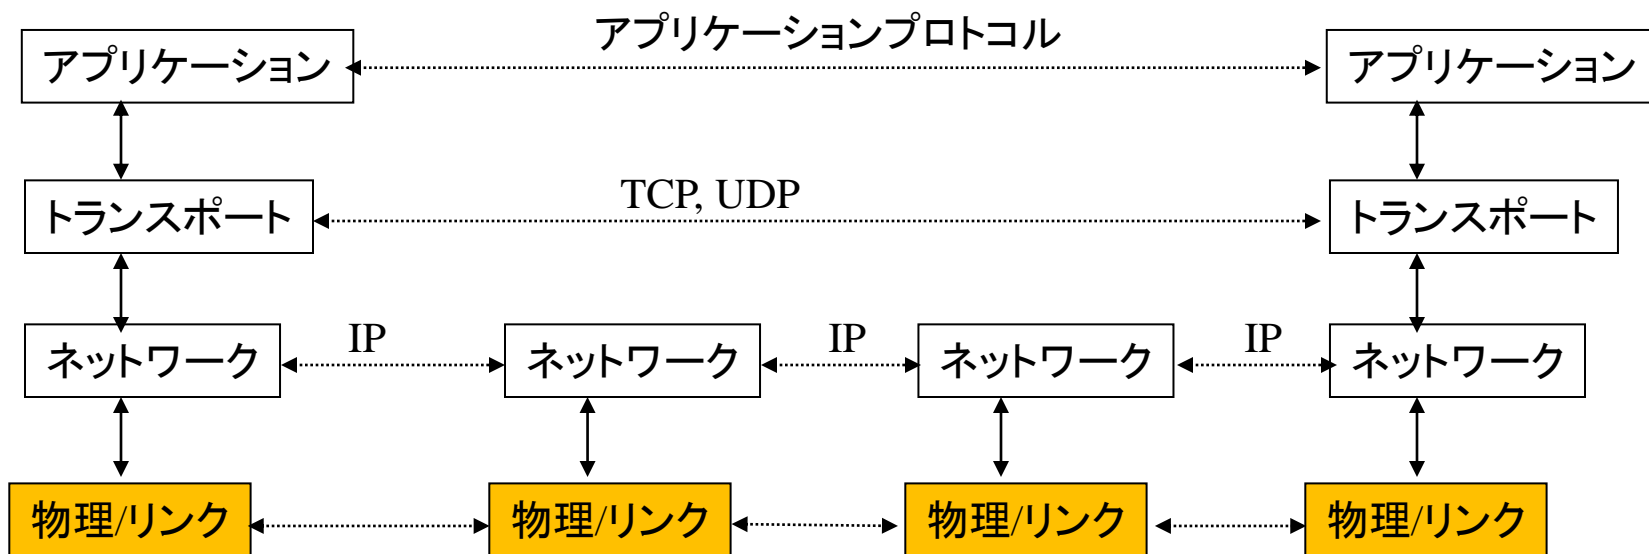 アプリケーションプロトコル
アプリケーション
アプリケーション
TCP, UDP
トランスポート
トランスポート
IP
IP
IP
ネットワーク
ネットワーク
ネットワーク
ネットワーク
物理/リンク
物理/リンク
物理/リンク
物理/リンク